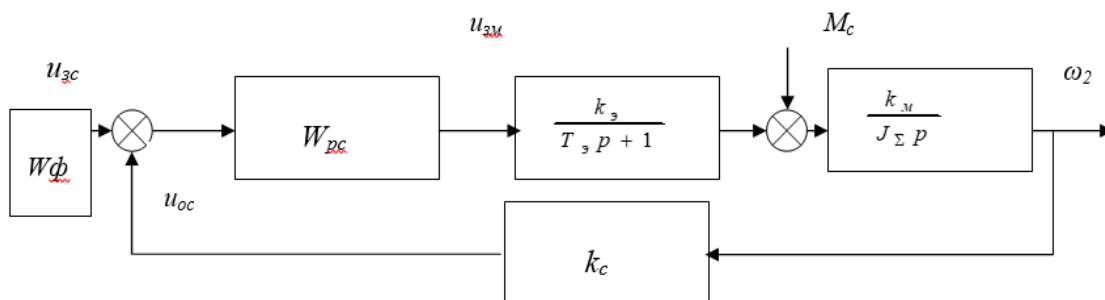 u_зм
M_c
u_зс
ω_2
Wф
W_рс
k_э
T_э p + 1
k_м
J_Σ p
u_ос
k_c